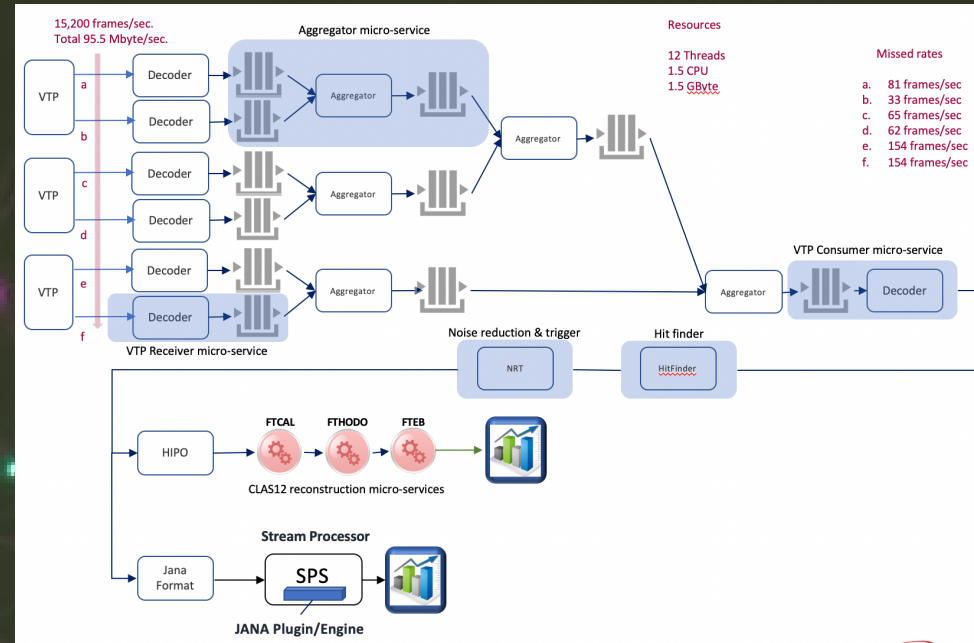 15,200 frames/sec.
Total 95.5 Mbyte/sec.
Aggregator micro-service
Resources
12 Threads
1.5 CPU
1.5 GByte
Missed rates
a. 81 frames/sec
b. 33 frames/sec
c. 65 frames/sec
d. 62 frames/sec
e. 154 frames/sec
f. 154 frames/sec
VTP
a
b
Decoder
Decoder
Aggregator
Aggregator
VTP
c
d
Decoder
Decoder
Aggregator
VTP
e
f
Decoder
Decoder
Aggregator
Aggregator
VTP Consumer micro-service
Decoder
VTP Receiver micro-service
Noise reduction & trigger
NRT
Hit finder
HitFinder
HIPO
FTCAL
FTHODO
FTEB
CLAS12 reconstruction micro-services
Jana
Format
Stream Processor
SPS
JANA Plugin/Engine